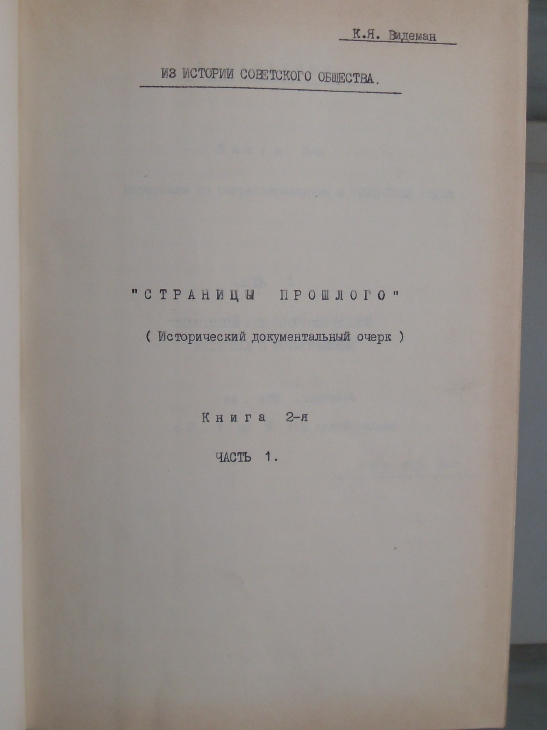 К.Я. Видеман
ИЗ ИСТОРИИ СОВЕТСКОГО ОБЩЕСТВА.
"СТРАНИЦЫ ПРОШЛОГО"
( Исторический документальный очерк )
Книга 2-я
ЧАСТЬ 1.